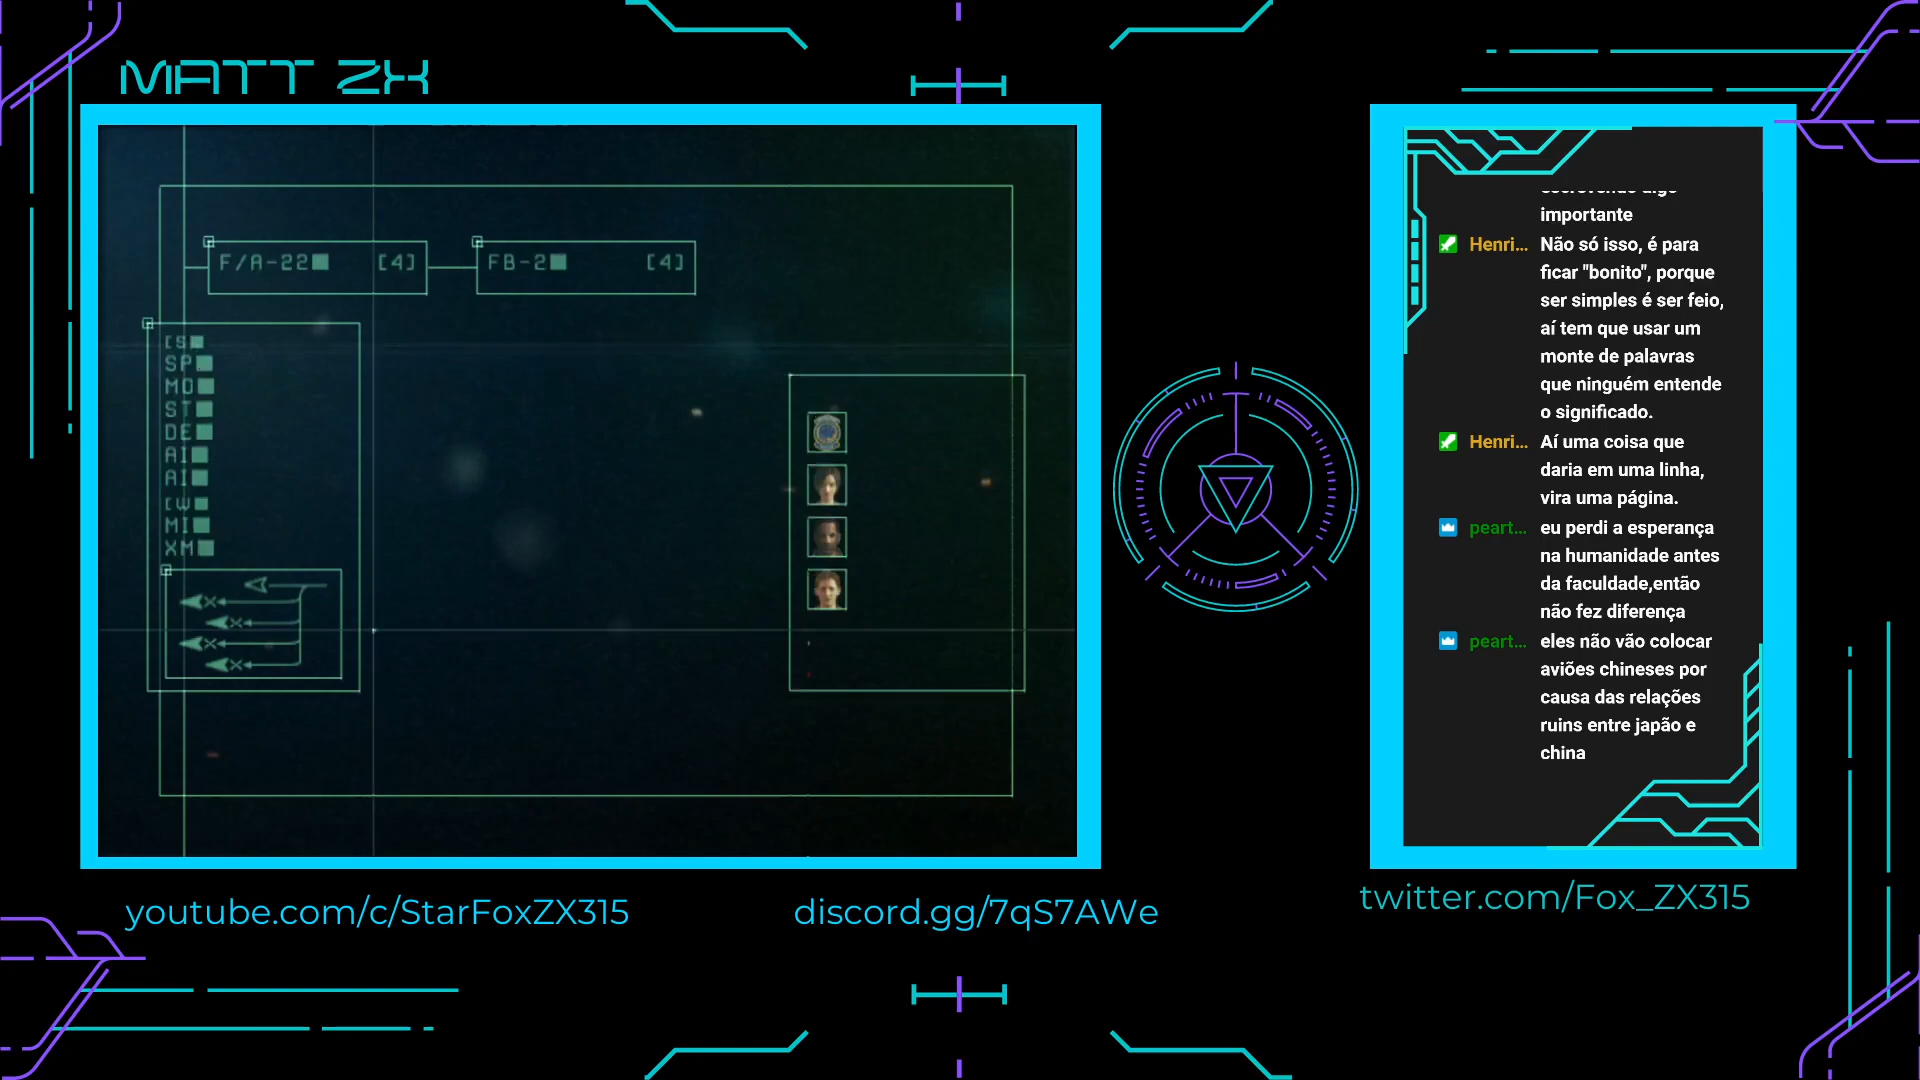 MATT ZX
F/A-22 [4]
FB-2 [4]
[S
SP
MO
ST
DE
AI
AI
[W
MI
XM
importante
Henri... Não só isso, é para
ficar "bonito", porque
ser simples é ser feio,
aí tem que usar um
monte de palavras
que ninguém entende
o significado.
Henri... Aí uma coisa que
daria em uma linha,
vira uma página.
peart... eu perdi a esperança
na humanidade antes
da faculdade,então
não fez diferença
peart... eles não vão colocar
aviões chineses por
causa das relações
ruins entre japão e
china
youtube.com/c/StarFoxZX315
discord.gg/7qS7AWe
twitter.com/Fox_ZX315